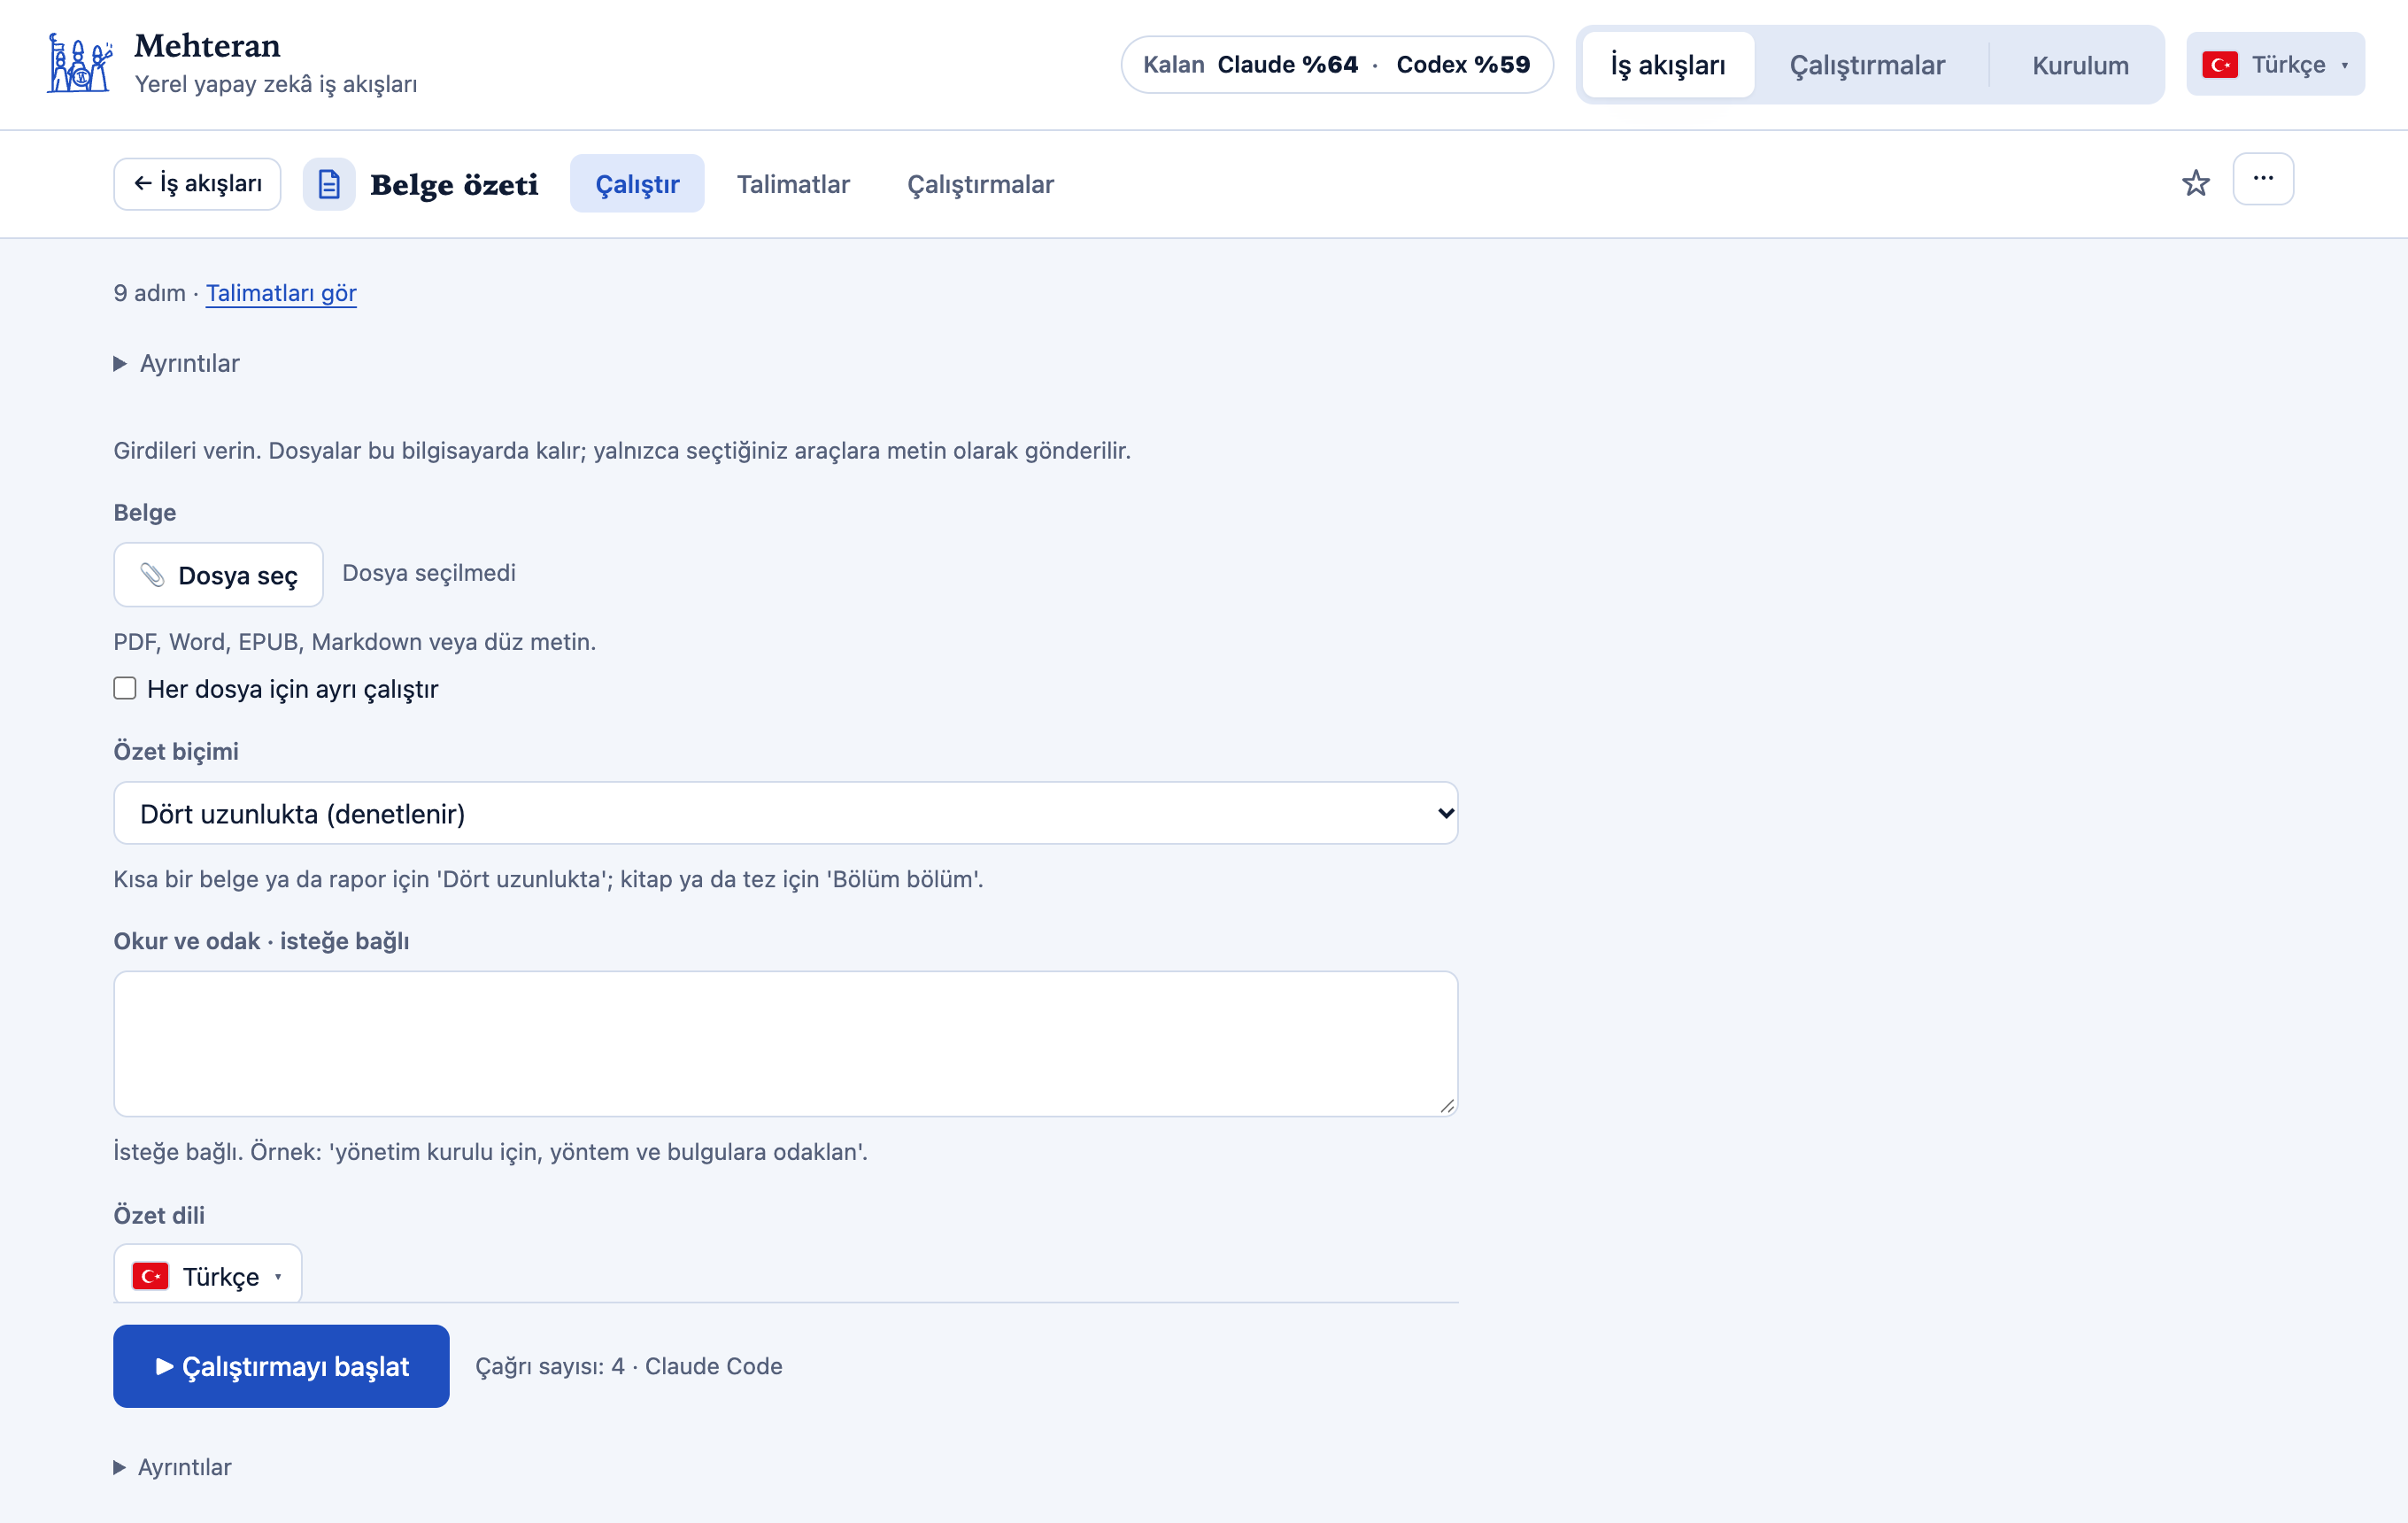 Mehteran
Yerel yapay zekâ iş akışları
Kalan Claude %64 · Codex %59
İş akışları
Çalıştırmalar
Kurulum
Türkçe
← İş akışları
Belge özeti
Çalıştır
Talimatlar
Çalıştırmalar
9 adım · Talimatları gör
Ayrıntılar
Girdileri verin. Dosyalar bu bilgisayarda kalır; yalnızca seçtiğiniz araçlara metin olarak gönderilir.
Belge
Dosya seç
Dosya seçilmedi
PDF, Word, EPUB, Markdown veya düz metin.
Her dosya için ayrı çalıştır
Özet biçimi
Dört uzunlukta (denetlenir)
Kısa bir belge ya da rapor için 'Dört uzunlukta'; kitap ya da tez için 'Bölüm bölüm'.
Okur ve odak · isteğe bağlı
İsteğe bağlı. Örnek: 'yönetim kurulu için, yöntem ve bulgulara odaklan'.
Özet dili
Türkçe
Çalıştırmayı başlat
Çağrı sayısı: 4 · Claude Code
Ayrıntılar